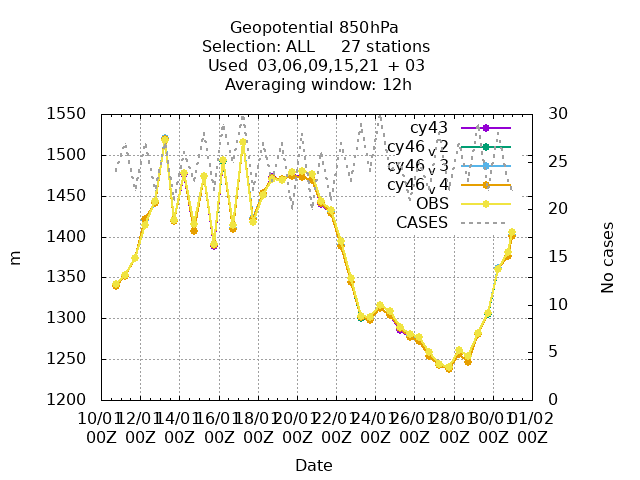 Geopotential 850hPa
Selection: ALL 27 stations
Used 03,06,09,15,21 + 03
Averaging window: 12h
1550 30
cy43
cy46_v_2
1500 25
cy46_v_3
cy46_v_4
1450 OBS 20
CASES
1400
15
m No cases
1350
10
1300
1250 5
1200 0
10/01 12/01 14/01 16/01 18/01 20/01 22/01 24/01 26/01 28/01 30/01 01/02
00Z 00Z 00Z 00Z 00Z 00Z 00Z 00Z 00Z 00Z 00Z 00Z
Date